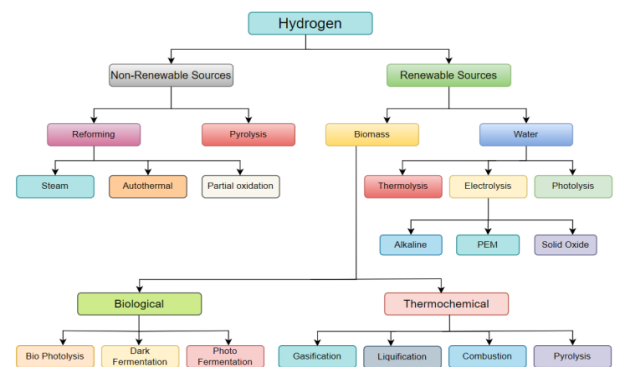 Hydrogen
Non-Renewable Sources
Renewable Sources
Reforming
Pyrolysis
Biomass
Water
Steam
Autothermal
Partial oxidation
Thermolysis
Electrolysis
Photolysis
Alkaline
PEM
Solid Oxide
Biological
Thermochemical
Bio Photolysis
Dark
Fermentation
Photo
Fermentation
Gasification
Liquification
Combustion
Pyrolysis